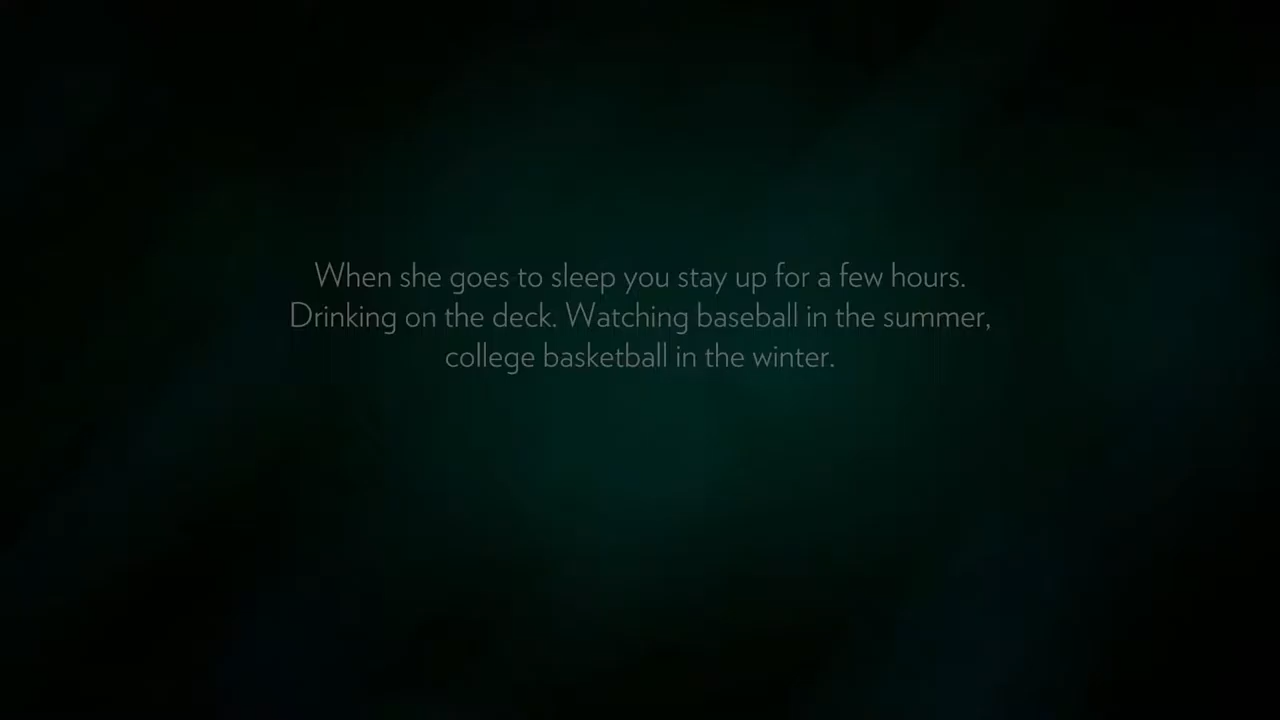 When she goes to sleep you stay up for a few hours.
Drinking on the deck. Watching baseball in the summer,
college basketball in the winter.